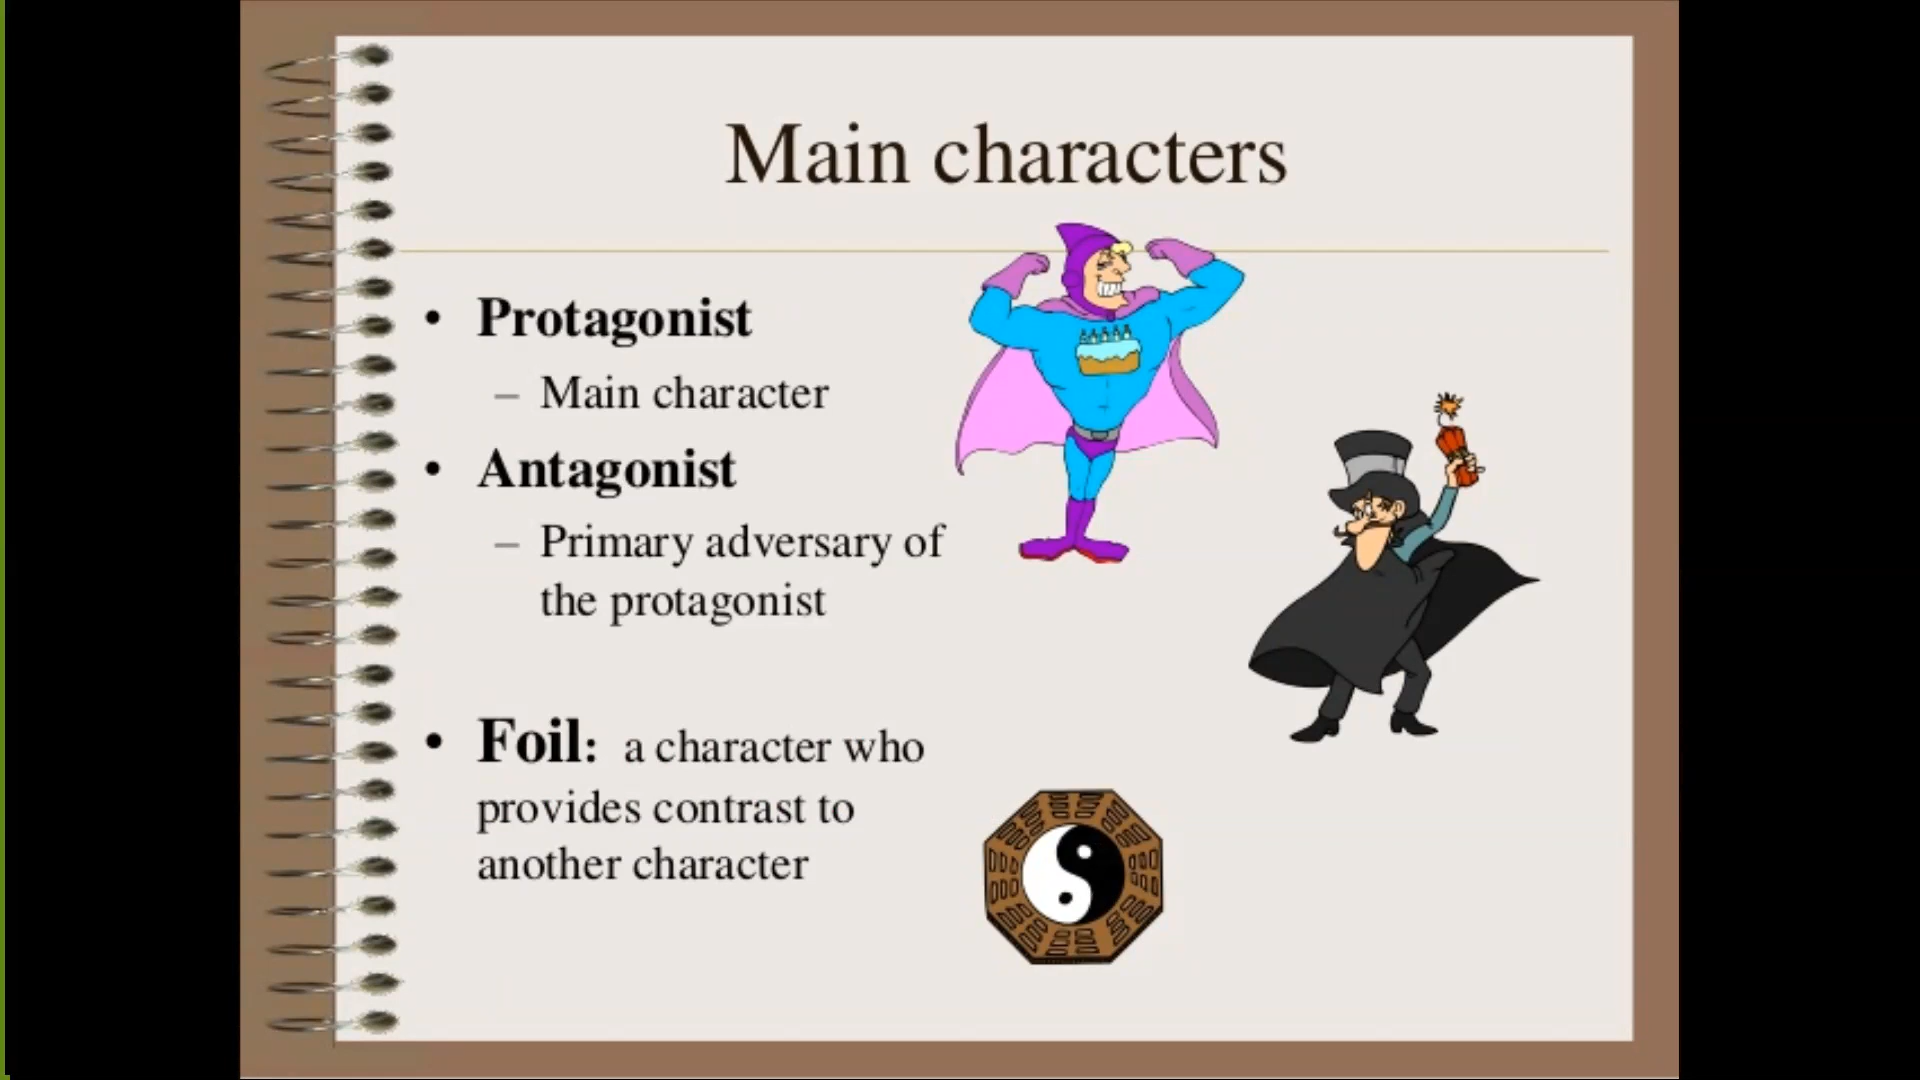 Main characters
• Protagonist
– Main character
• Antagonist
– Primary adversary of
the protagonist
• Foil: a character who
provides contrast to
another character